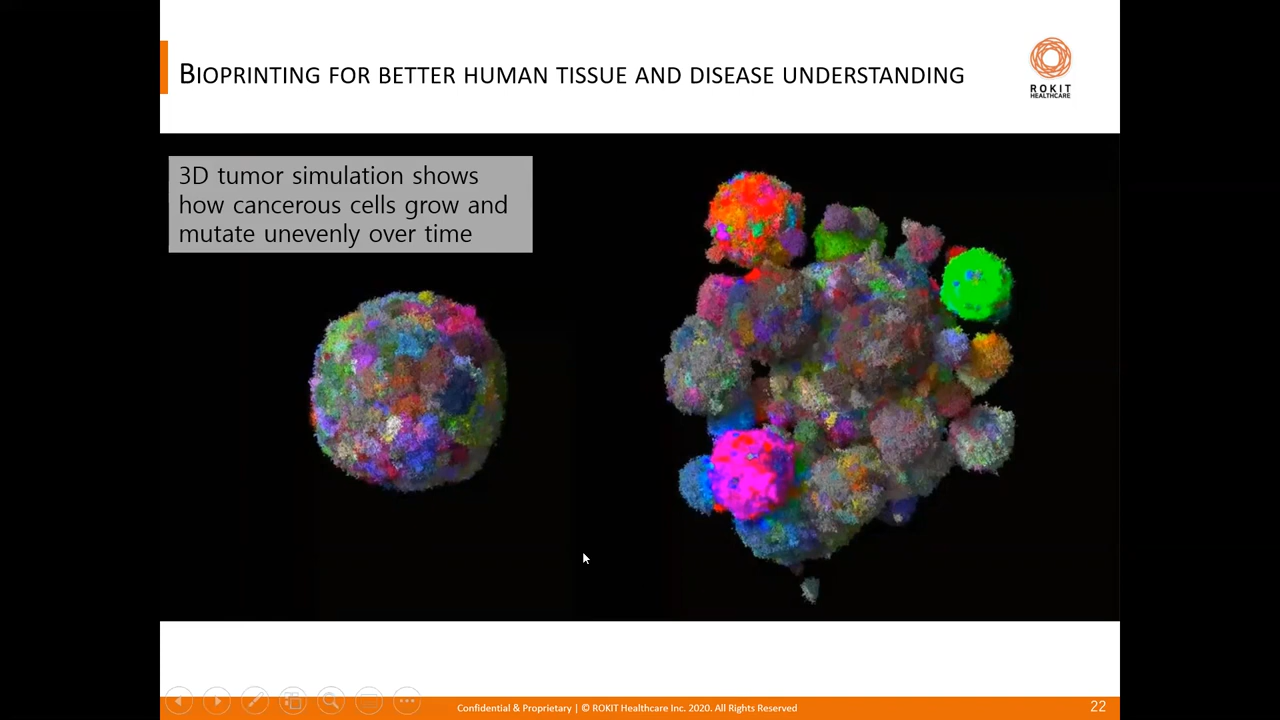 BIOPRINTING FOR BETTER HUMAN TISSUE AND DISEASE UNDERSTANDING
ROKIT
HEALTHCARE
3D tumor simulation shows
how cancerous cells grow and
mutate unevenly over time
Confidential & Proprietary | © ROKIT Healthcare Inc. 2020. All Rights Reserved
22